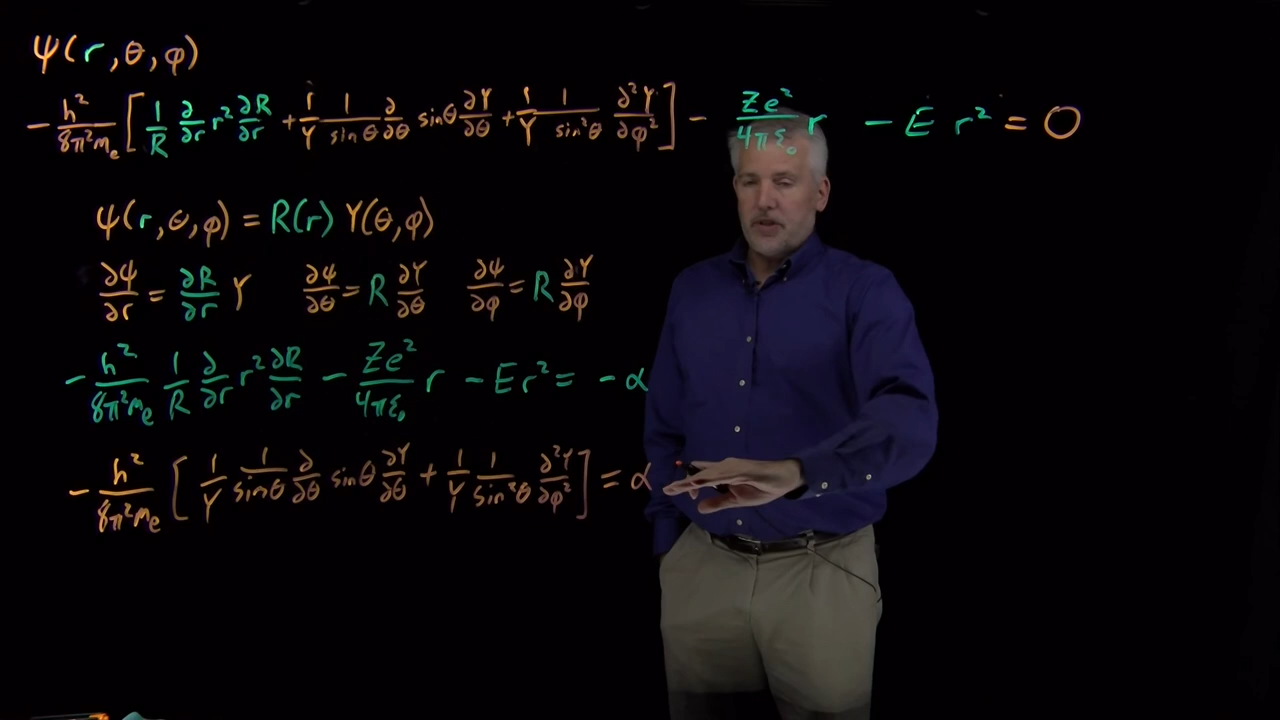 ψ(r,θ,φ)
-h²/8π²mₑ [1/R ∂/∂r r² ∂R/∂r + 1/Y 1/sinθ ∂/∂θ sinθ ∂Y/∂θ + 1/Y 1/sin²θ ∂²Y/∂φ²] - Ze²/4πε₀ r - E r² = 0
ψ(r,θ,φ) = R(r) Y(θ,φ)
∂ψ/∂r = ∂R/∂r Y ∂ψ/∂θ = R ∂Y/∂θ ∂ψ/∂φ = R ∂Y/∂φ
-h²/8π²mₑ 1/R ∂/∂r r² ∂R/∂r - Ze²/4πε₀ r - Er² = -α
-h²/8π²mₑ [1/Y 1/sinθ ∂/∂θ sinθ ∂Y/∂θ + 1/Y 1/sin²θ ∂²Y/∂φ²] = α